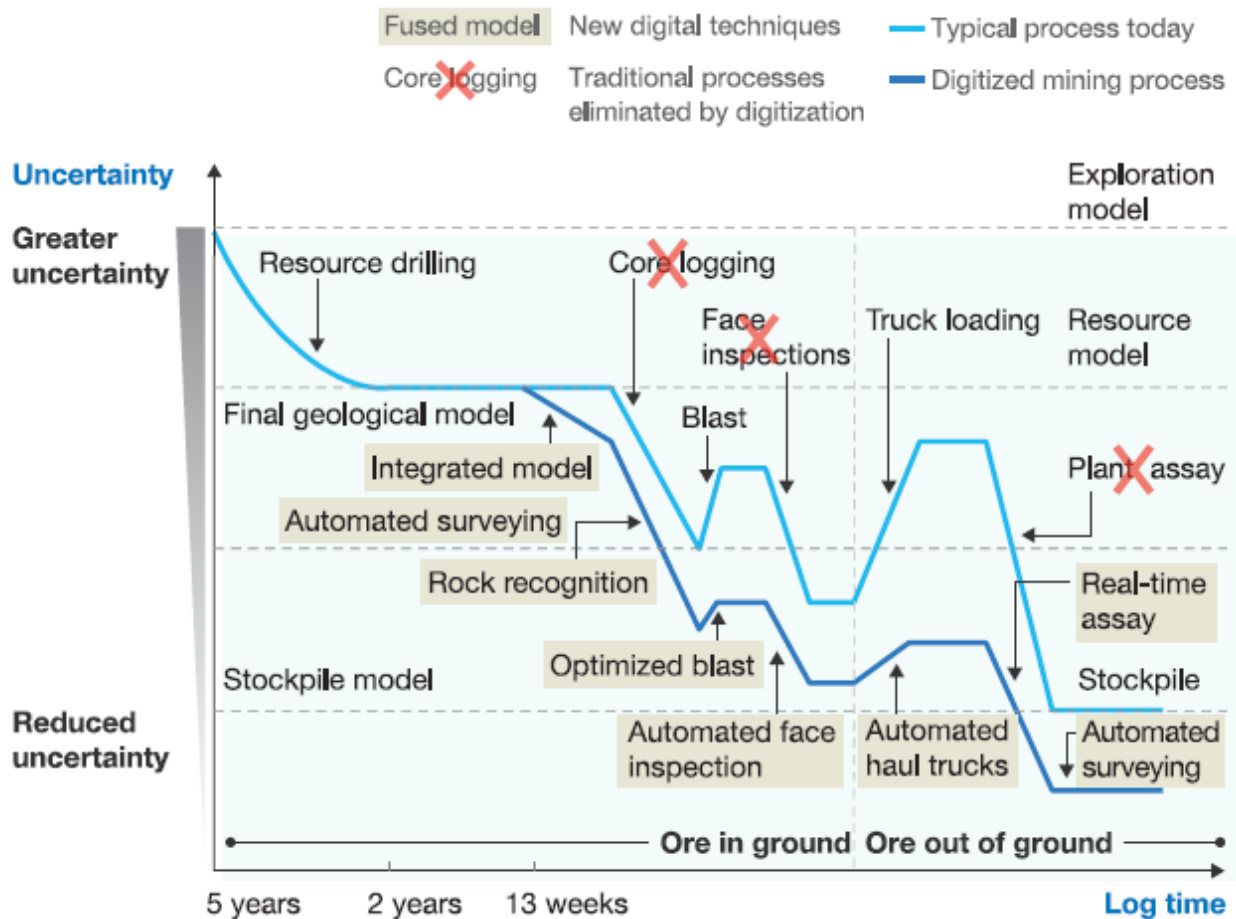 Fused model
New digital techniques
Typical process today
Core logging
Traditional processes
eliminated by digitization
Digitized mining process
Uncertainty
Exploration
model
Greater
uncertainty
Resource drilling
Core logging
Face
inspections
Truck loading
Resource
model
Final geological model
Blast
Integrated model
Plant assay
Automated surveying
Rock recognition
Real-time
assay
Optimized blast
Stockpile model
Stockpile
Reduced
uncertainty
Automated face
inspection
Automated
haul trucks
Automated
surveying
Ore in ground
Ore out of ground
5 years
2 years
13 weeks
Log time